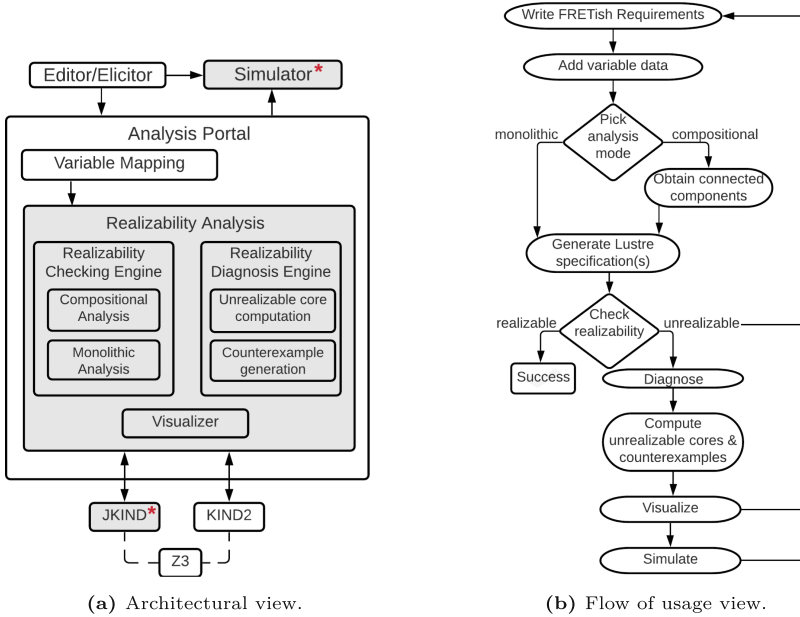 Editor/Elicitor
Simulator*
Analysis Portal
Variable Mapping
Realizability Analysis
Realizability
Checking Engine
Compositional
Analysis
Monolithic
Analysis
Realizability
Diagnosis Engine
Unrealizable core
computation
Counterexample
generation
Visualizer
JKIND*
KIND2
Z3
(a) Architectural view.
Write FRETish Requirements
Add variable data
Pick
analysis
mode
monolithic
compositional
Obtain connected
components
Generate Lustre
specification(s)
Check
realizability
realizable
unrealizable
Success
Diagnose
Compute
unrealizable cores &
counterexamples
Visualize
Simulate
(b) Flow of usage view.